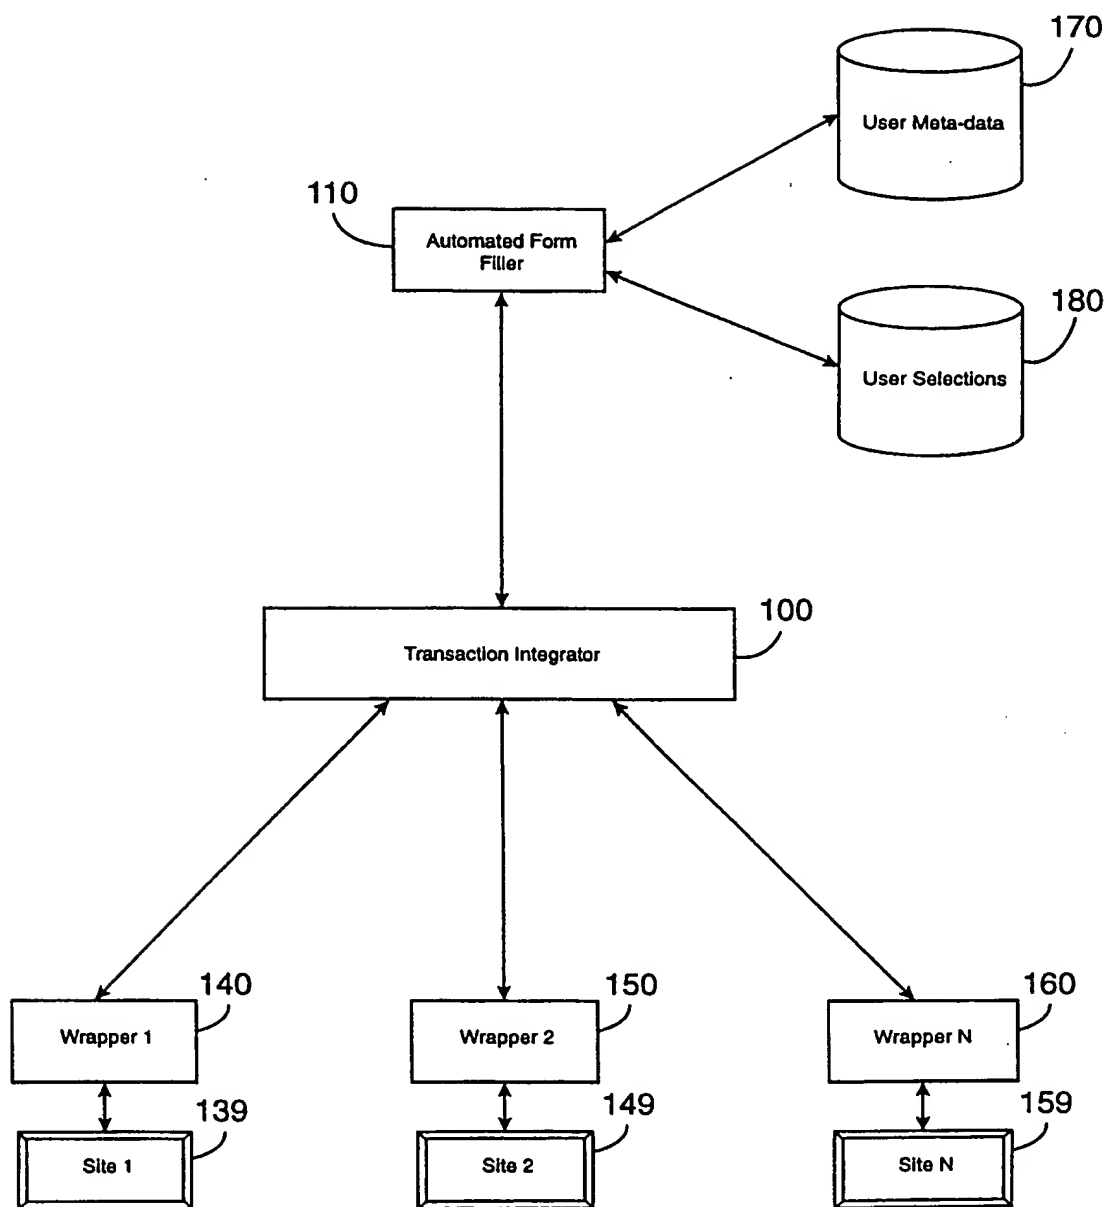 170
User Meta-data
110
Automated Form
Filler
180
User Selections
100
Transaction Integrator
140
Wrapper 1
150
Wrapper 2
160
Wrapper N
139
Site 1
149
Site 2
159
Site N